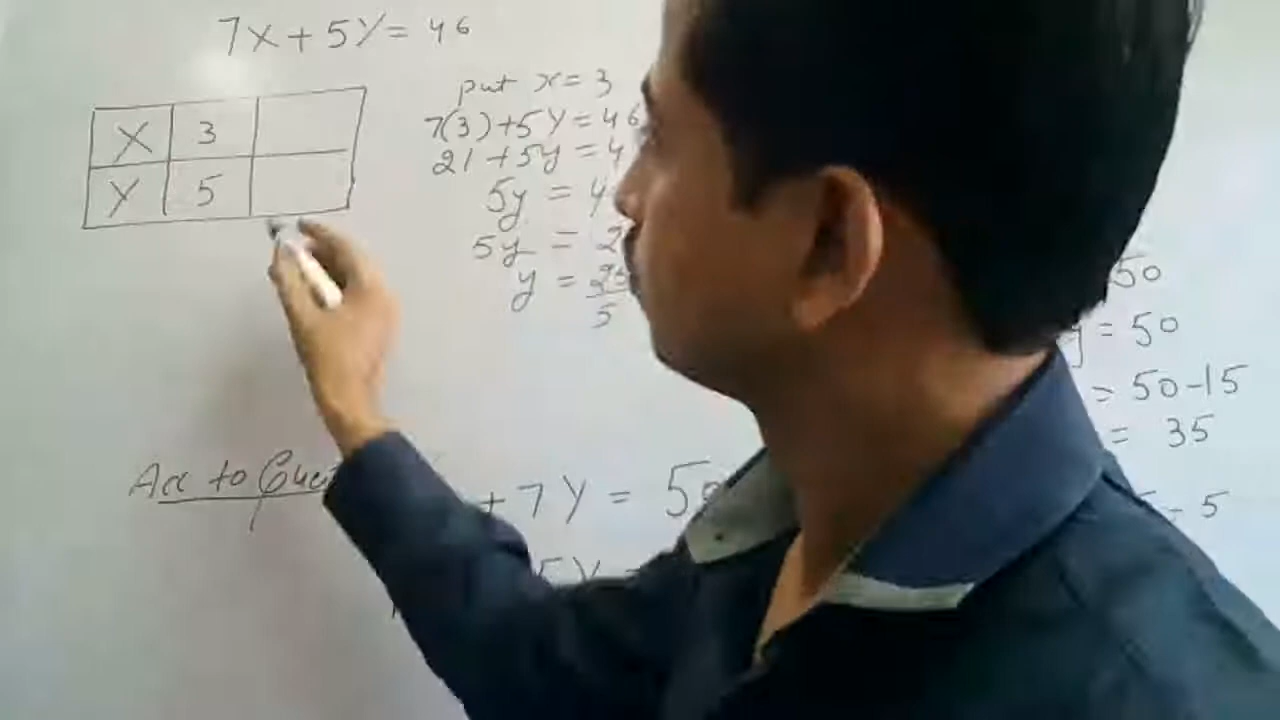 7X+5Y= 46
X 3
Y 5
put x=3
7(3)+5Y=46
21+5y=4
5y = 4
5y = 2
y = 25
5
50
= 50
= 50-15
= 35
5
Acc to
+7Y= 50
5Y =